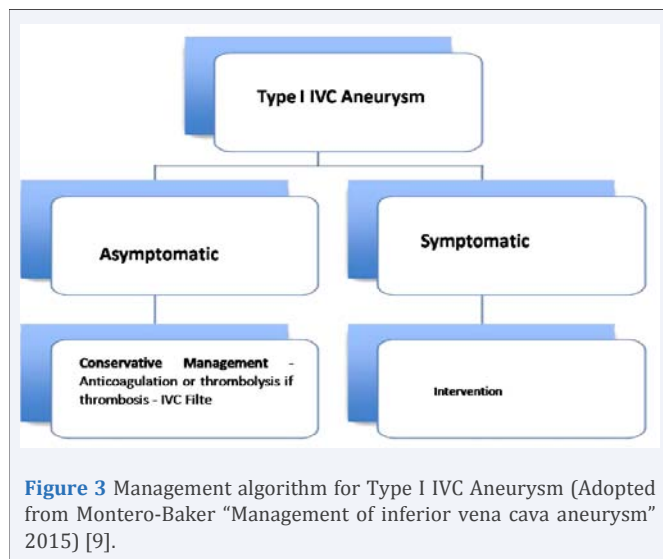 Type I IVC Aneurysm
Asymptomatic
Symptomatic
Conservative Management -
Anticoagulation or thrombolysis if
thrombosis - IVC Filte
Intervention
Figure 3 Management algorithm for Type I IVC Aneurysm (Adopted
from Montero-Baker “Management of inferior vena cava aneurysm”
2015) [9].